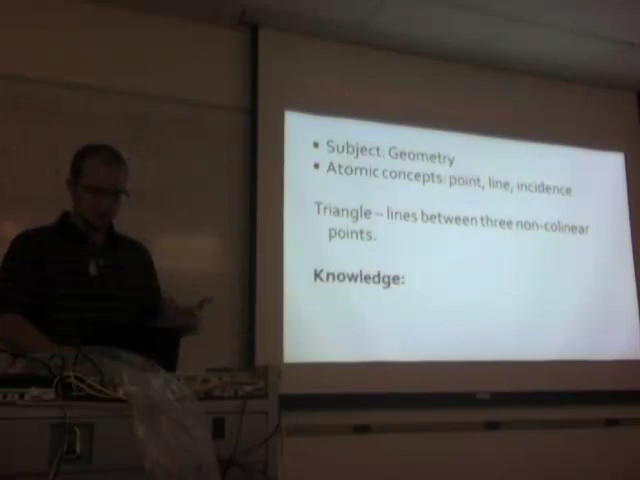 • Subject: Geometry
• Atomic concepts: point, line, incidence
Triangle – lines between three non-colinear
points.
Knowledge: